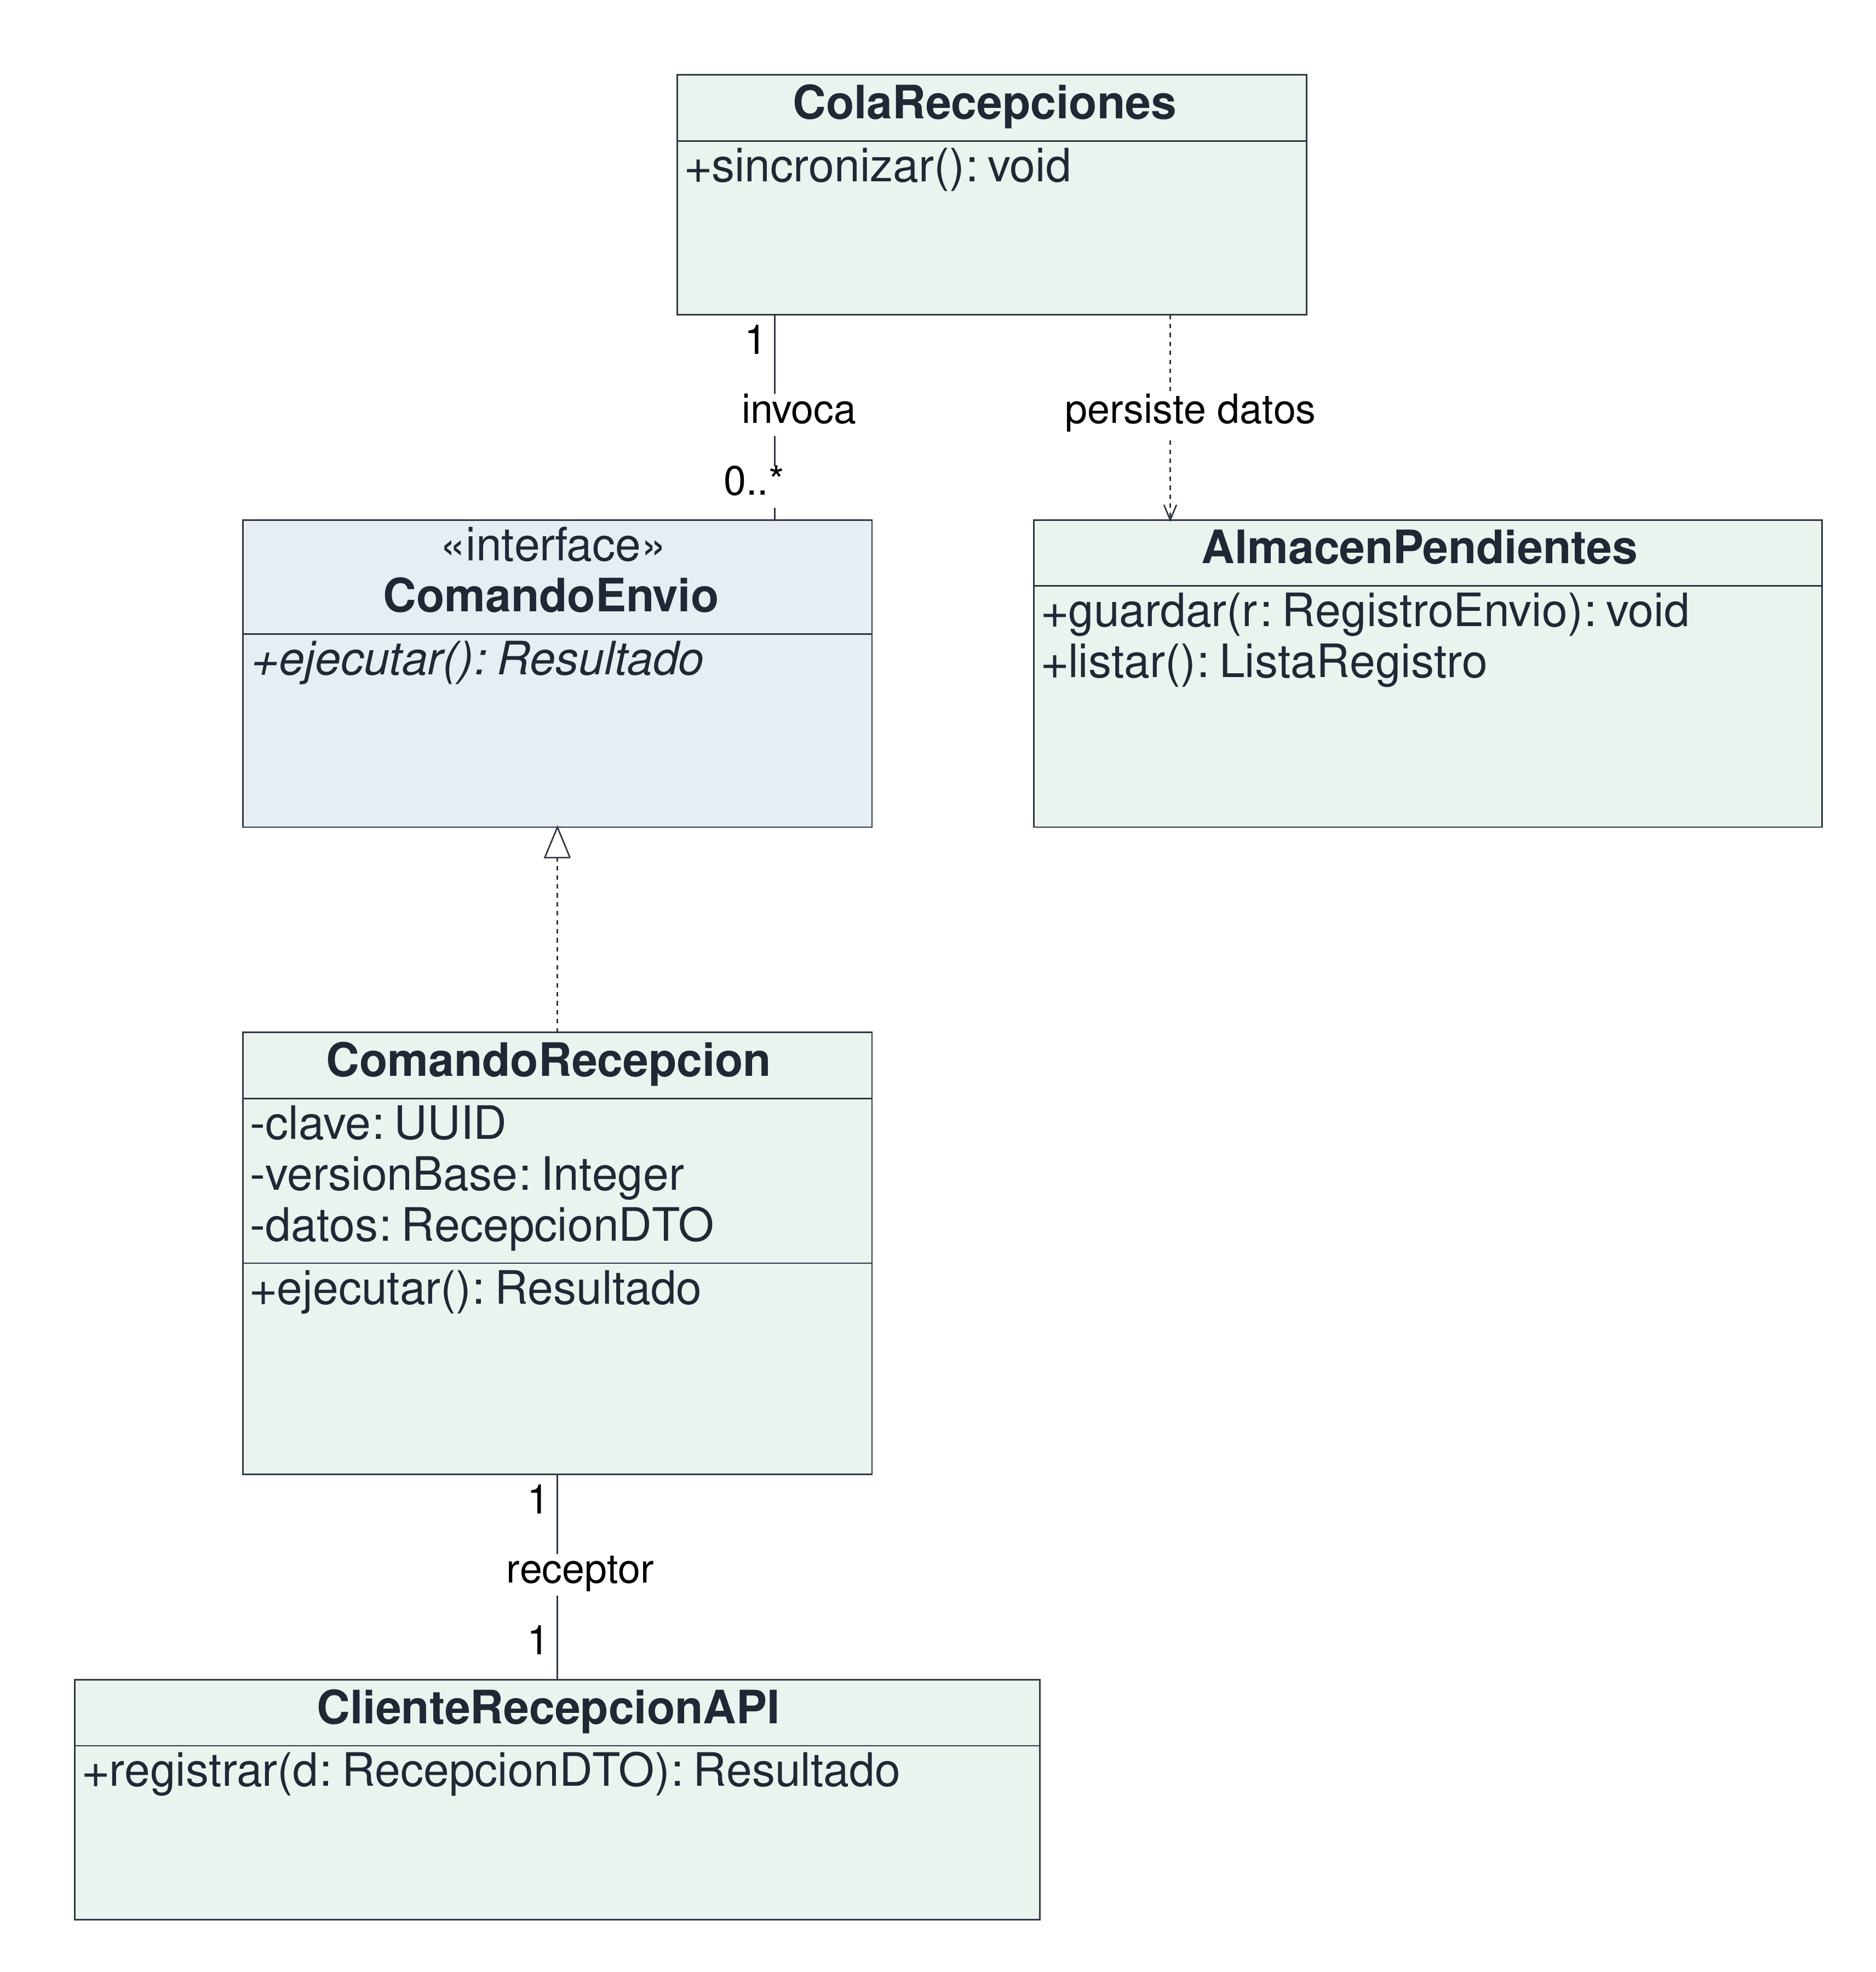 ColaRecepciones
+sincronizar(): void
1
invoca
0..*
persiste datos
«interface»
ComandoEnvio
+ejecutar(): Resultado
AlmacenPendientes
+guardar(r: RegistroEnvio): void
+listar(): ListaRegistro
ComandoRecepcion
-clave: UUID
-versionBase: Integer
-datos: RecepcionDTO
+ejecutar(): Resultado
1
receptor
1
ClienteRecepcionAPI
+registrar(d: RecepcionDTO): Resultado